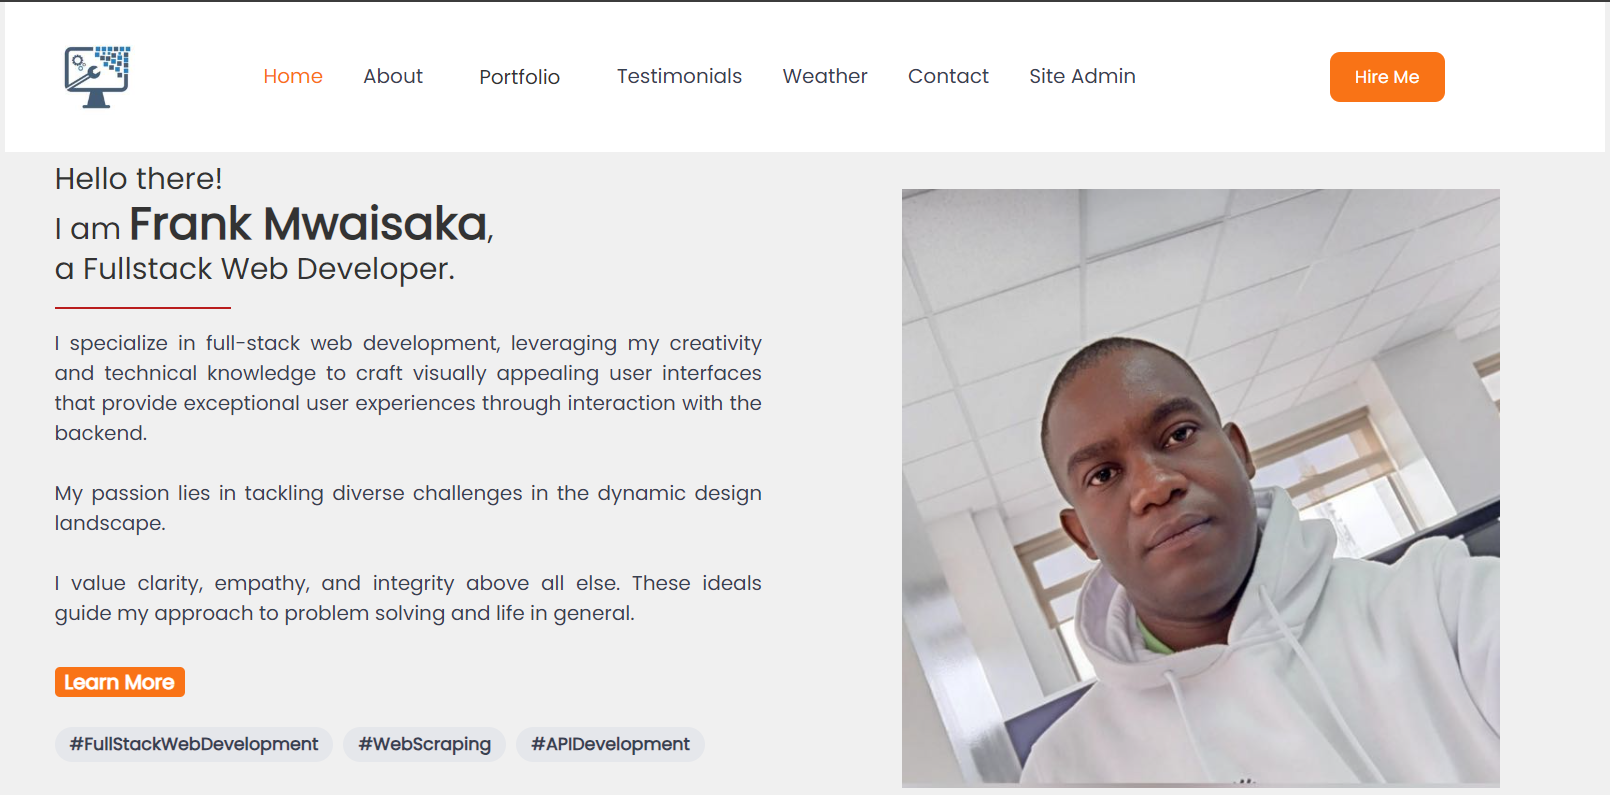 Home About Portfolio Testimonials Weather Contact Site Admin Hire Me
Hello there!
I am Frank Mwaisaka,
a Fullstack Web Developer.
I specialize in full-stack web development, leveraging my creativity
and technical knowledge to craft visually appealing user interfaces
that provide exceptional user experiences through interaction with the
backend.
My passion lies in tackling diverse challenges in the dynamic design
landscape.
I value clarity, empathy, and integrity above all else. These ideals
guide my approach to problem solving and life in general.
Learn More
#FullStackWebDevelopment #WebScraping #APIDevelopment